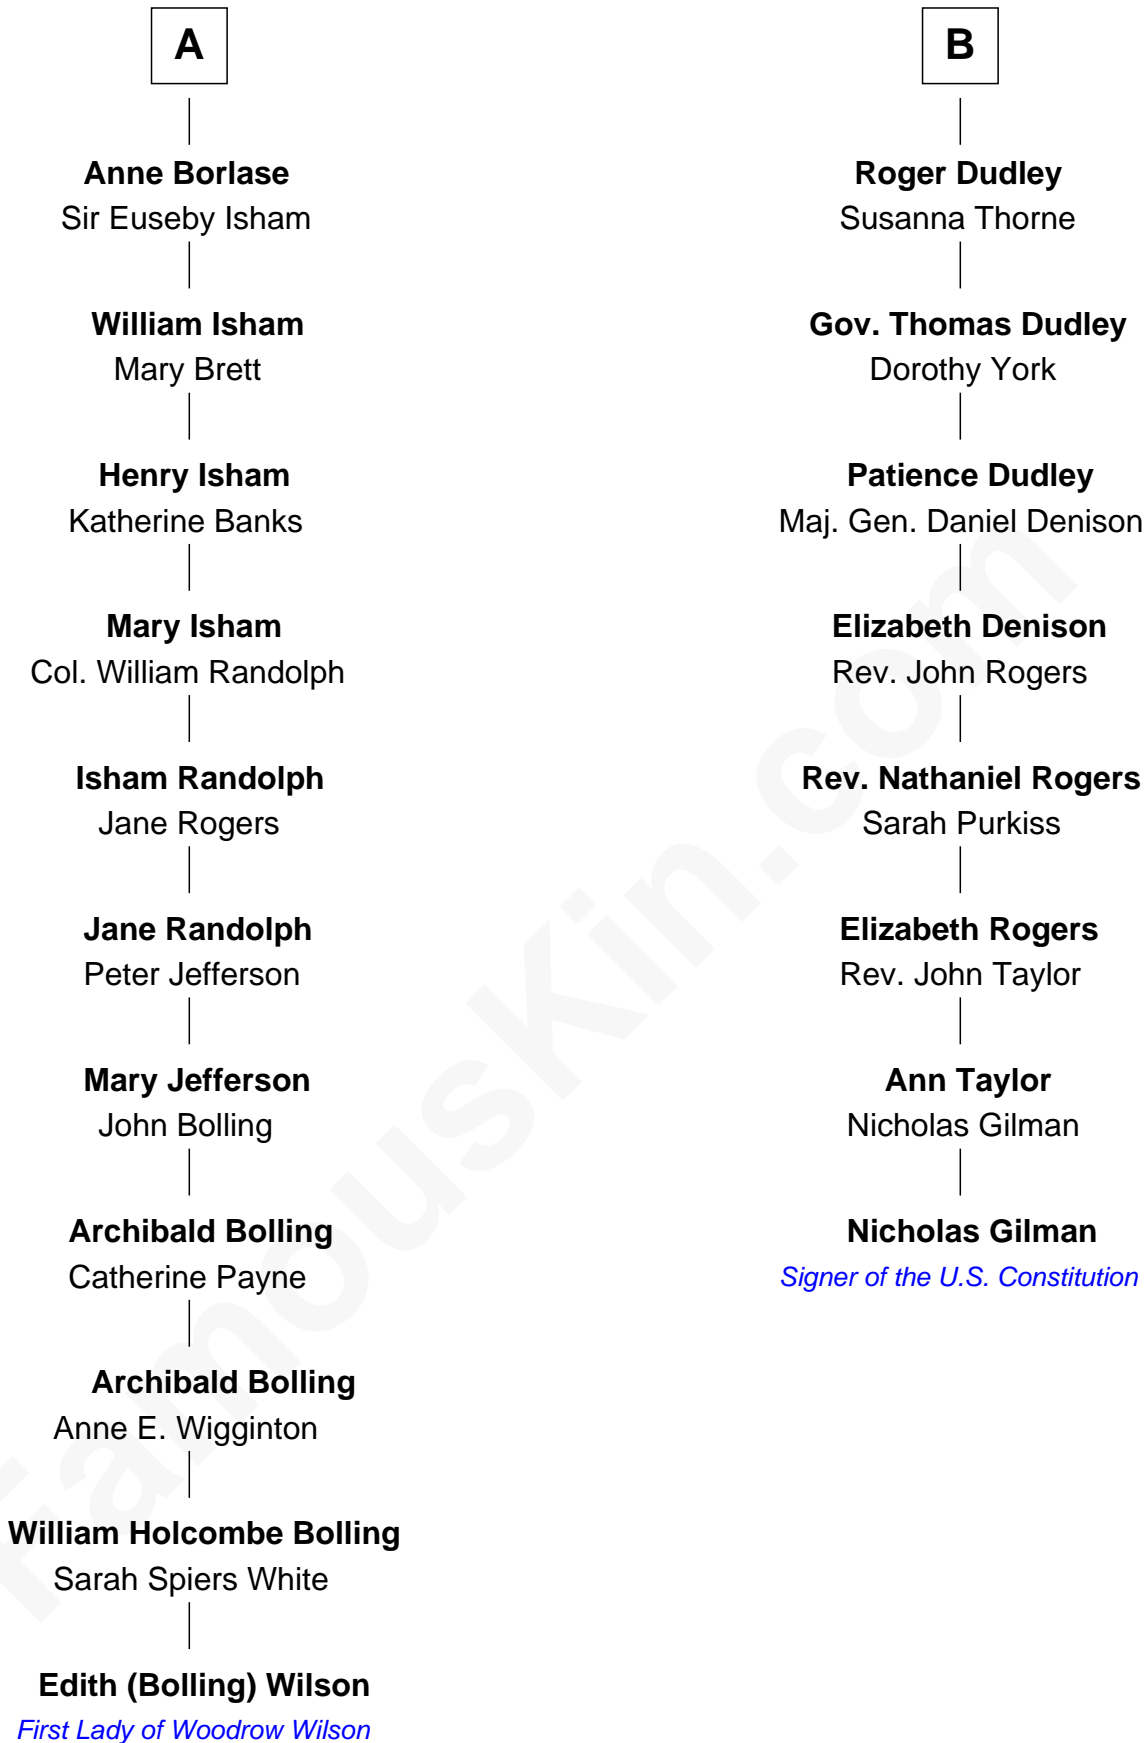 A
Anne Borlase
Sir Euseby Isham
William Isham
Mary Brett
Henry Isham
Katherine Banks
Mary Isham
Col. William Randolph
Isham Randolph
Jane Rogers
Jane Randolph
Peter Jefferson
Mary Jefferson
John Bolling
Archibald Bolling
Catherine Payne
Archibald Bolling
Anne E. Wigginton
William Holcombe Bolling
Sarah Spiers White
Edith (Bolling) Wilson
First Lady of Woodrow Wilson
B
Roger Dudley
Susanna Thorne
Gov. Thomas Dudley
Dorothy York
Patience Dudley
Maj. Gen. Daniel Denison
Elizabeth Denison
Rev. John Rogers
Rev. Nathaniel Rogers
Sarah Purkiss
Elizabeth Rogers
Rev. John Taylor
Ann Taylor
Nicholas Gilman
Nicholas Gilman
Signer of the U.S. Constitution
FamousKin.com